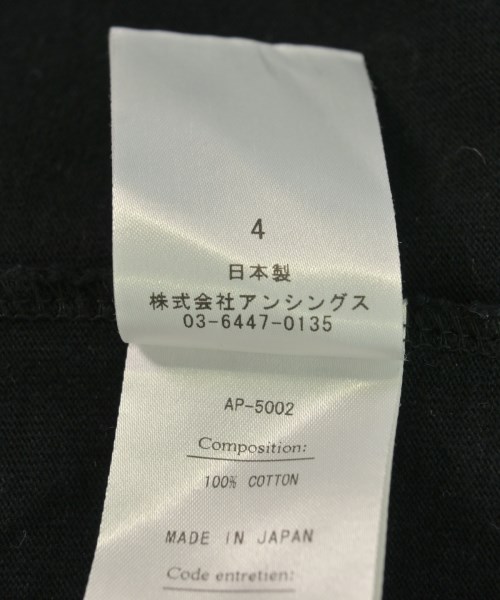 4
日本製
株式会社アンシングス
03-6447-0135
AP-5002
Composition:
100% COTTON
MADE IN JAPAN
Code entretien: